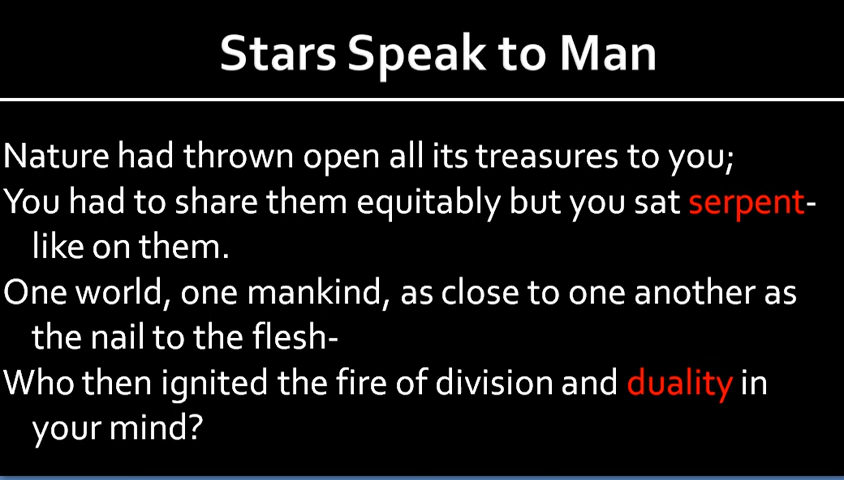 Stars Speak to Man
Nature had thrown open all its treasures to you;
You had to share them equitably but you sat serpent-
like on them.
One world, one mankind, as close to one another as
the nail to the flesh-
Who then ignited the fire of division and duality in
your mind?